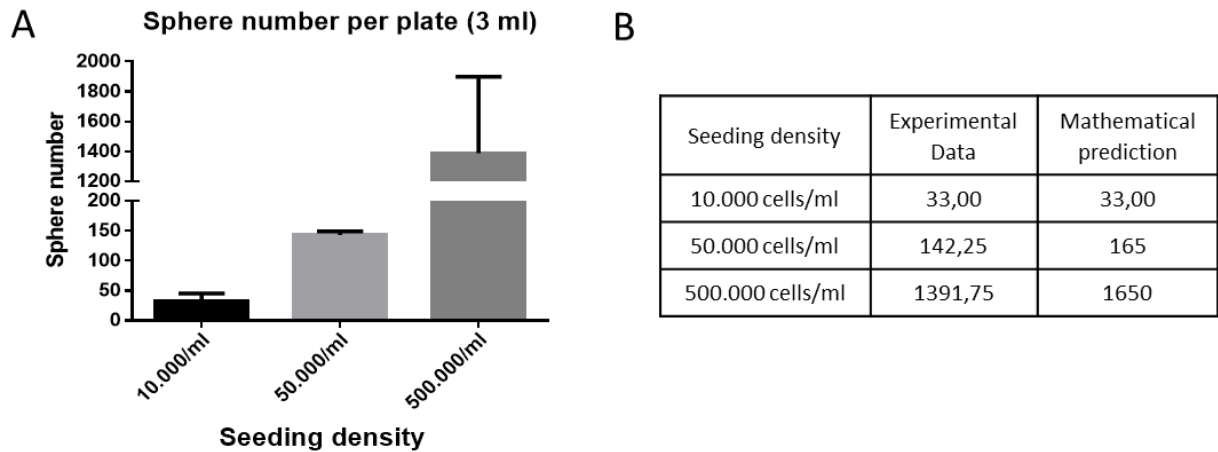 A
Sphere number per plate (3 ml)
Sphere number
2000
1800
1600
1400
1200
200
150
100
50
0
10.000/ml
50.000/ml
500.000/ml
Seeding density
B
Seeding density
Experimental
Data
Mathematical
prediction
10.000 cells/ml
33,00
33,00
50.000 cells/ml
142,25
165
500.000 cells/ml
1391,75
1650